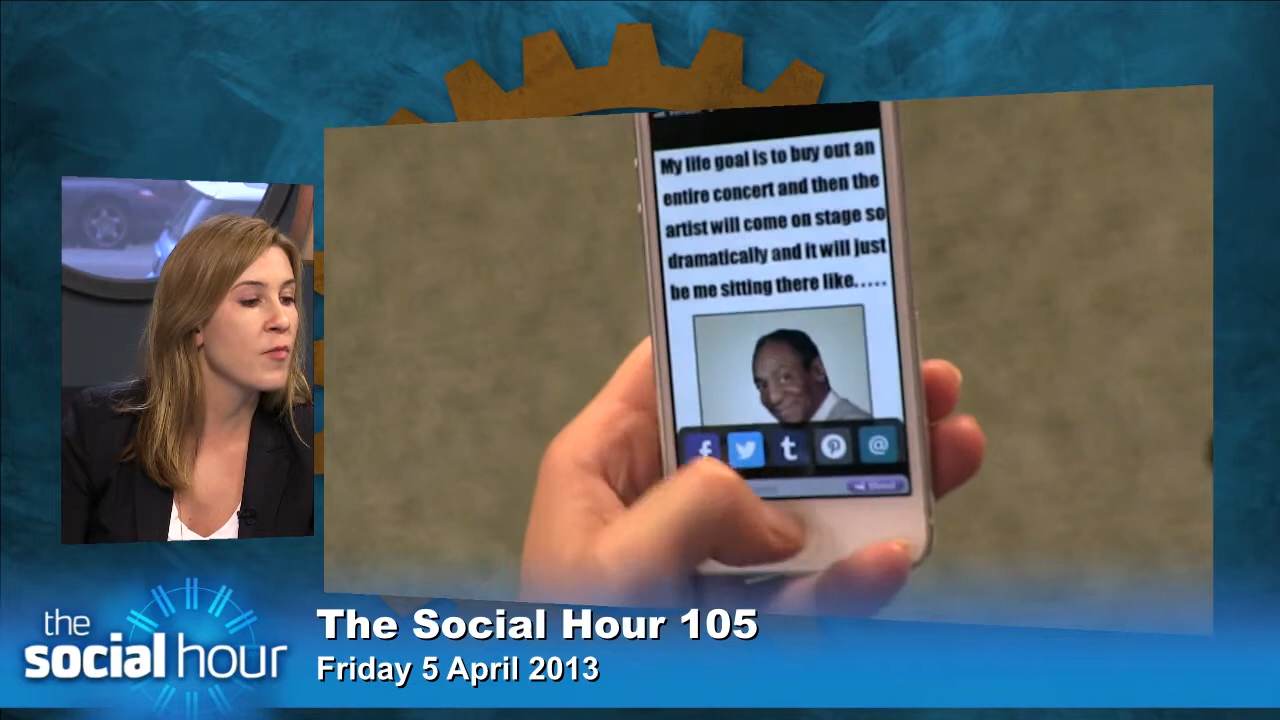 My life goal is to buy out an
entire concert and then the
artist will come on stage so
dramatically and it will just
be me sitting there like.....
f
t
@
the
social hour
The Social Hour 105
Friday 5 April 2013